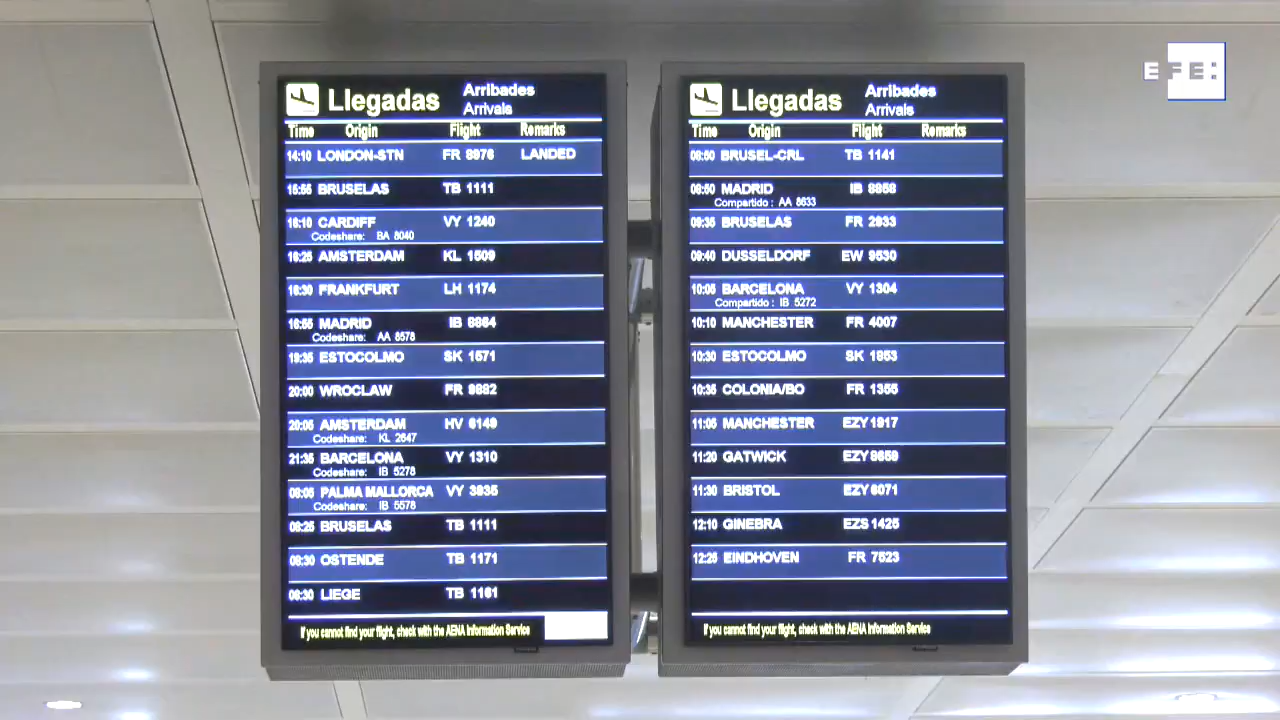 EFE:
Llegadas Arribades
Arrivals
Time Origin Flight Remarks
14:10 LONDON-STN FR 8976 LANDED
15:55 BRUSELAS TB 1111
16:10 CARDIFF VY 1240
Codeshare: BA 8040
16:25 AMSTERDAM KL 1509
16:30 FRANKFURT LH 1174
16:55 MADRID IB 8864
Codeshare: AA 8578
19:35 ESTOCOLMO SK 1571
20:00 WROCLAW FR 9892
20:05 AMSTERDAM HV 6149
Codeshare: KL 2647
21:35 BARCELONA VY 1310
Codeshare: IB 5278
08:05 PALMA MALLORCA VY 3935
Codeshare: IB 5578
08:25 BRUSELAS TB 1111
08:30 OSTENDE TB 1171
08:30 LIEGE TB 1161
If you cannot find your flight, check with the AENA Information Service
Llegadas Arribades
Arrivals
Time Origin Flight Remarks
08:50 BRUSEL-CRL TB 1141
08:50 MADRID IB 8858
Compartido : AA 8633
09:35 BRUSELAS FR 2933
09:40 DUSSELDORF EW 9530
10:05 BARCELONA VY 1304
Compartido : IB 5272
10:10 MANCHESTER FR 4007
10:30 ESTOCOLMO SK 1853
10:35 COLONIA/BO FR 1355
11:05 MANCHESTER EZY 1917
11:20 GATWICK EZY 8659
11:30 BRISTOL EZY 6071
12:10 GINEBRA EZS 1425
12:25 EINDHOVEN FR 7523
If you cannot find your flight, check with the AENA Information Service